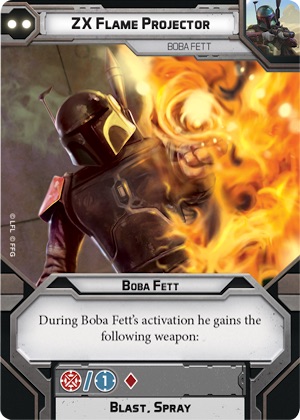 ZX Flame Projector
Boba Fett
© LFL © FFG
Boba Fett
During Boba Fett's activation he gains the
following weapon:
/ 1
Blast, Spray